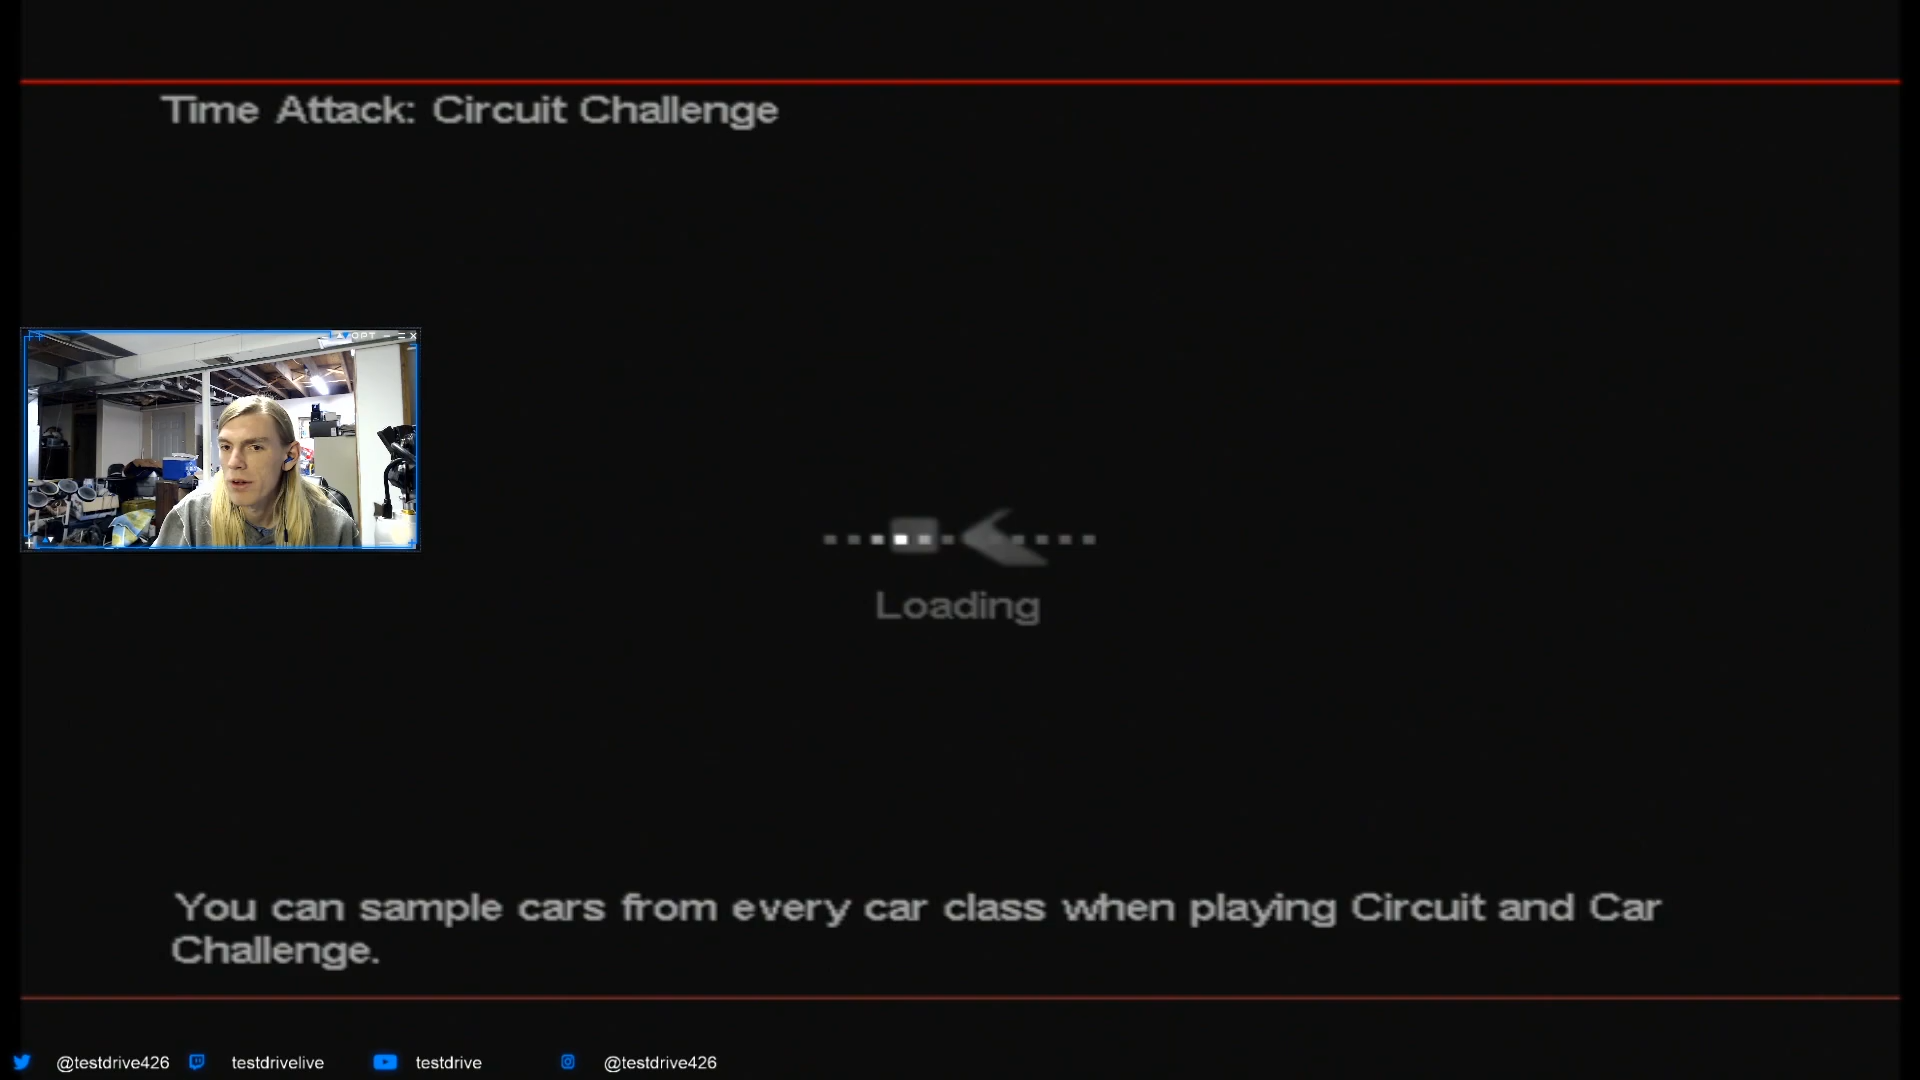 Time Attack: Circuit Challenge
OPT
Loading
You can sample cars from every car class when playing Circuit and Car
Challenge.
@testdrive426 testdrivelive testdrive @testdrive426